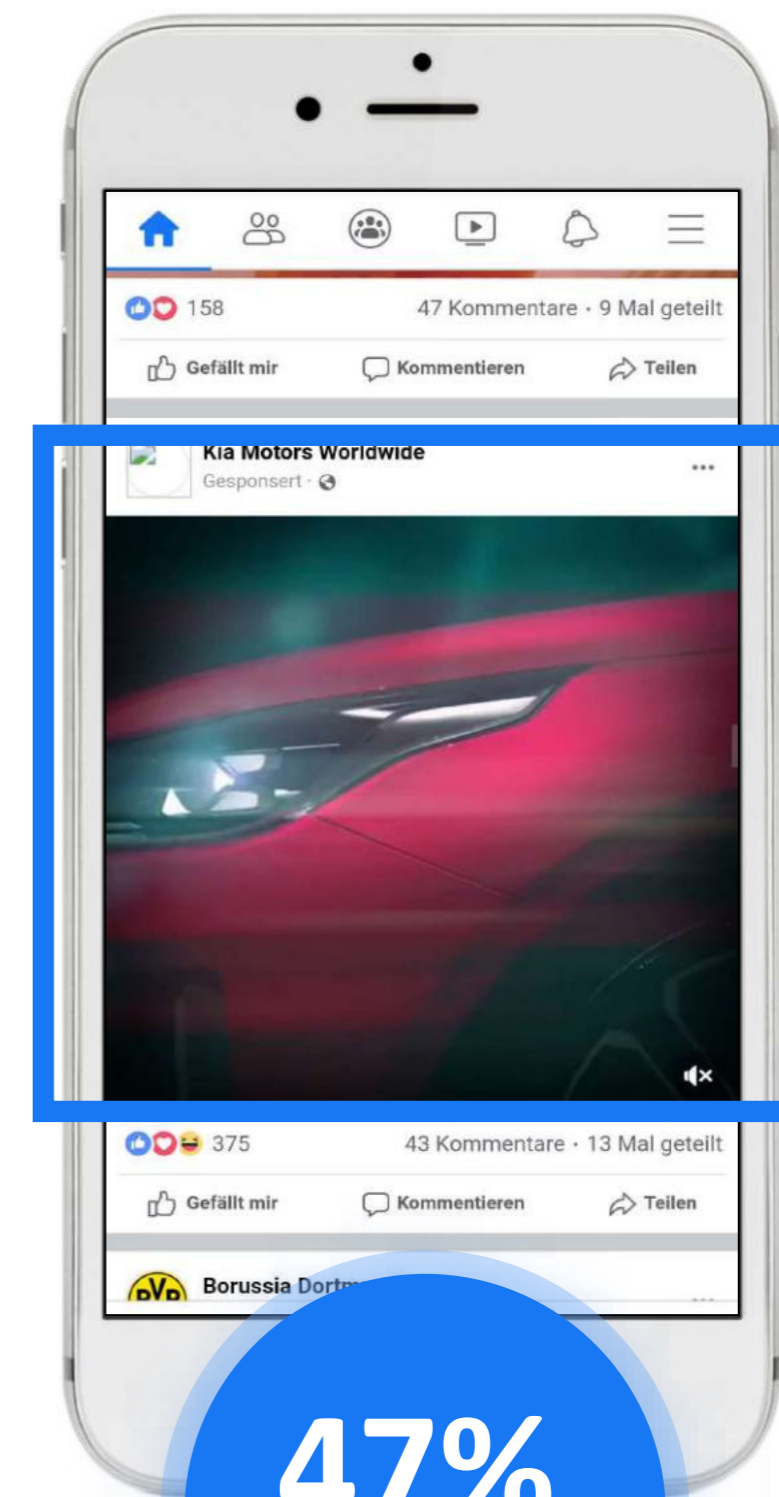 158 47 Kommentare · 9 Mal geteilt
Gefällt mir Kommentieren Teilen
Kia Motors Worldwide
Gesponsert ·
375 43 Kommentare · 13 Mal geteilt
Gefällt mir Kommentieren Teilen
Borussia
47%